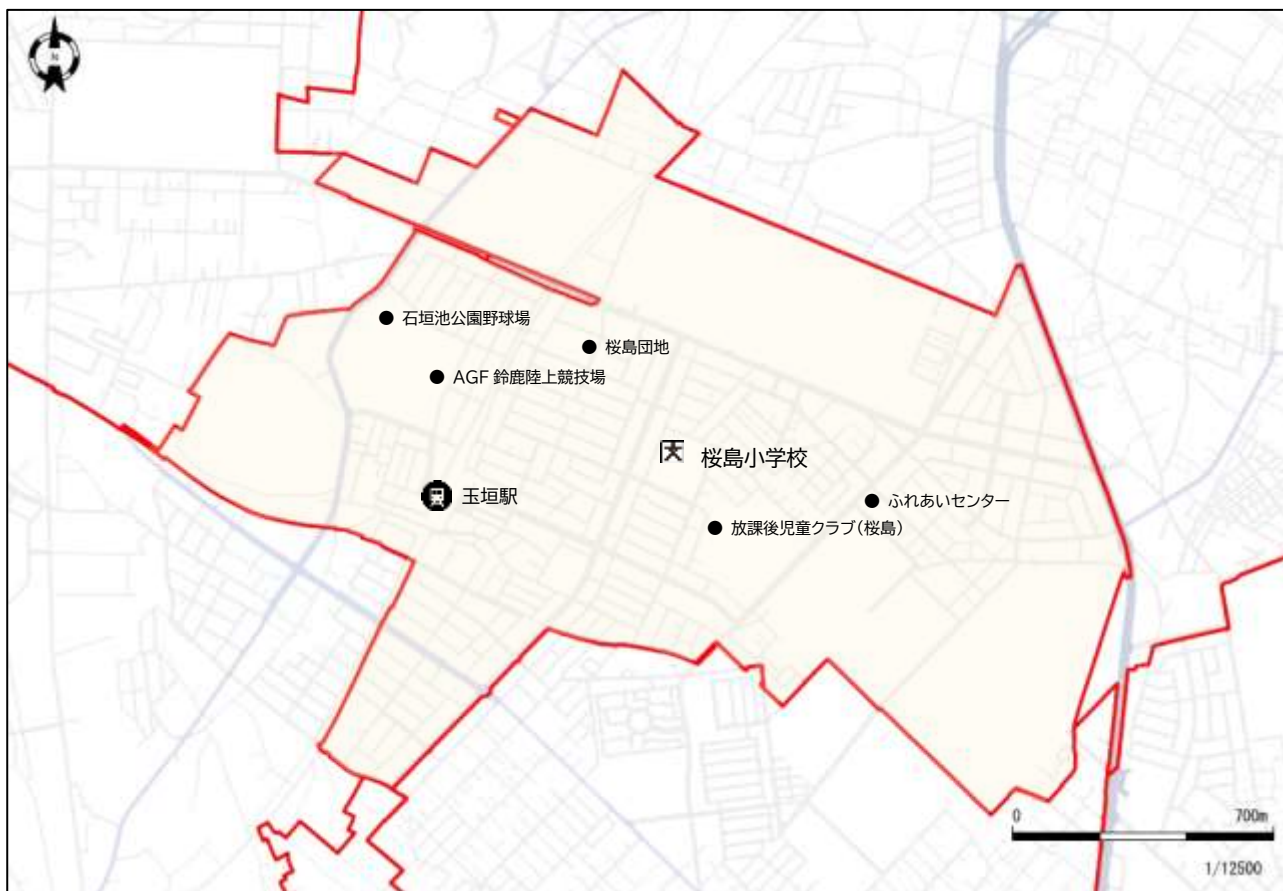 N
石垣池公園野球場
桜島団地
AGF 鈴鹿陸上競技場
桜島小学校
玉垣駅
ふれあいセンター
放課後児童クラブ(桜島)
0 700m
1/12500